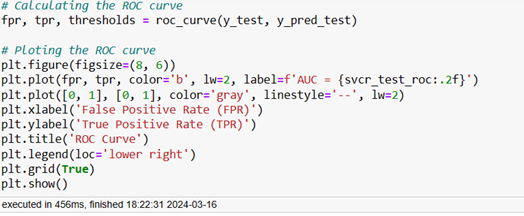 # Calculating the ROC curve
fpr, tpr, thresholds = roc_curve(y_test, y_pred_test)
# Ploting the ROC curve
plt.figure(figsize=(8, 6))
plt.plot(fpr, tpr, color='b', lw=2, label=f'AUC = {svcr_test_roc:.2f}')
plt.plot([0, 1], [0, 1], color='gray', linestyle='--', lw=2)
plt.xlabel('False Positive Rate (FPR)')
plt.ylabel('True Positive Rate (TPR)')
plt.title('ROC Curve')
plt.legend(loc='lower right')
plt.grid(True)
plt.show()
executed in 456ms, finished 18:22:31 2024-03-16